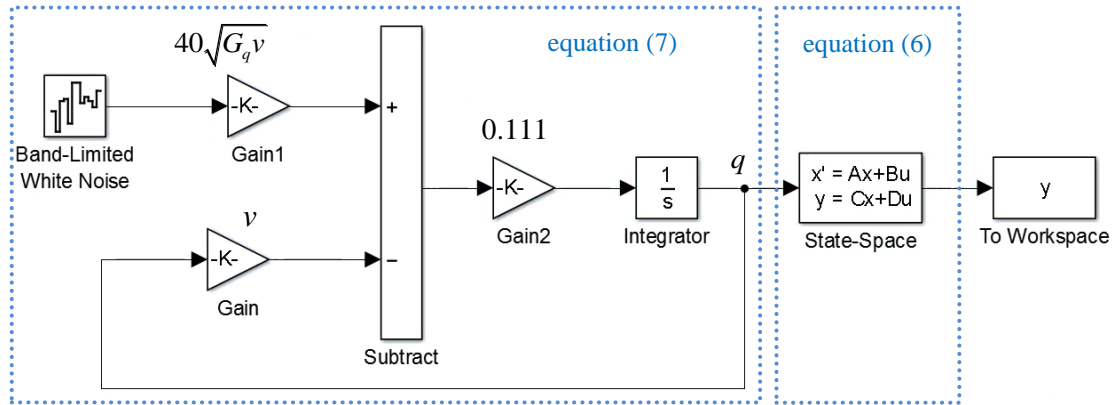 40√G_q v
equation (7)
equation (6)
-K-
+
Band-Limited
White Noise
Gain1
0.111
-K-
Gain2
1
s
Integrator
q
x' = Ax+Bu
y = Cx+Du
State-Space
y
To Workspace
v
-K-
Gain
−
Subtract